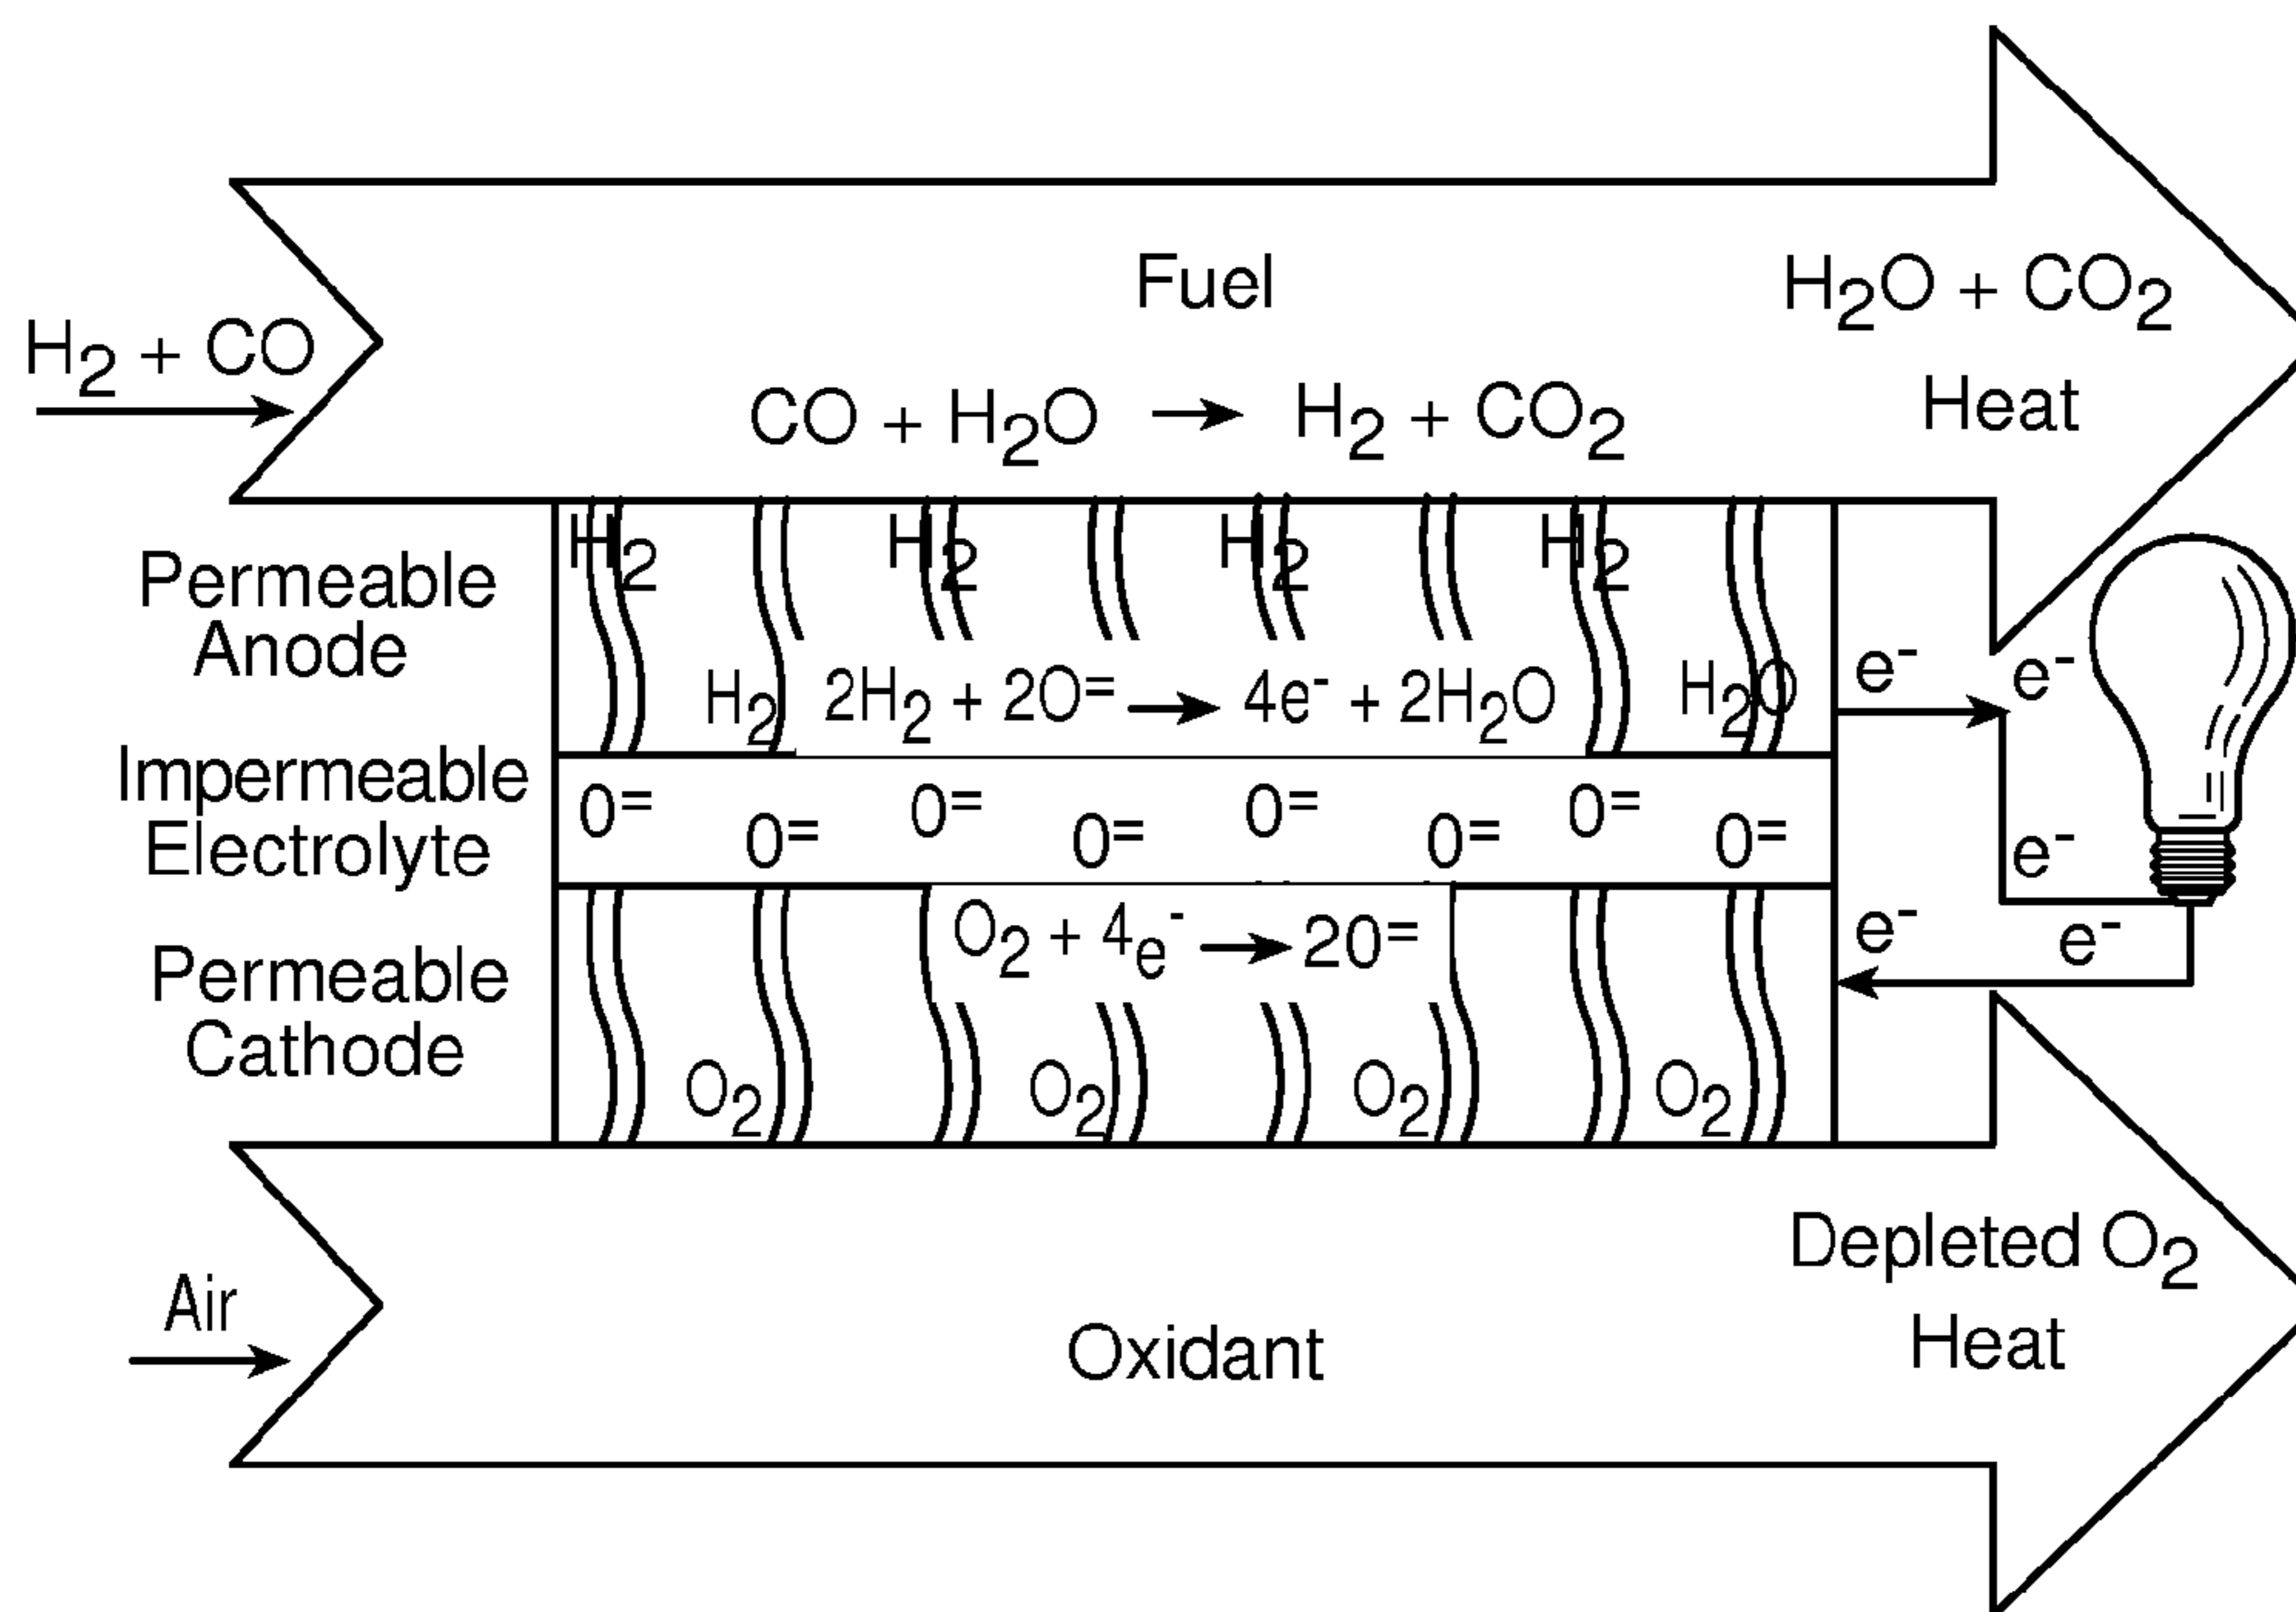 Fuel
H2O + CO2
H2 + CO
Heat
CO + H2O → H2 + CO2
H2 H2 H2 H2
Permeable
Anode
H2 2H2 + 2O= → 4e- + 2H2O H2O
e- e-
Impermeable
Electrolyte
O= O= O= O= O= O= O= O=
e-
O2 + 4e- → 2O=
e- e-
Permeable
Cathode
O2 O2 O2 O2
Depleted O2
Heat
Air
Oxidant